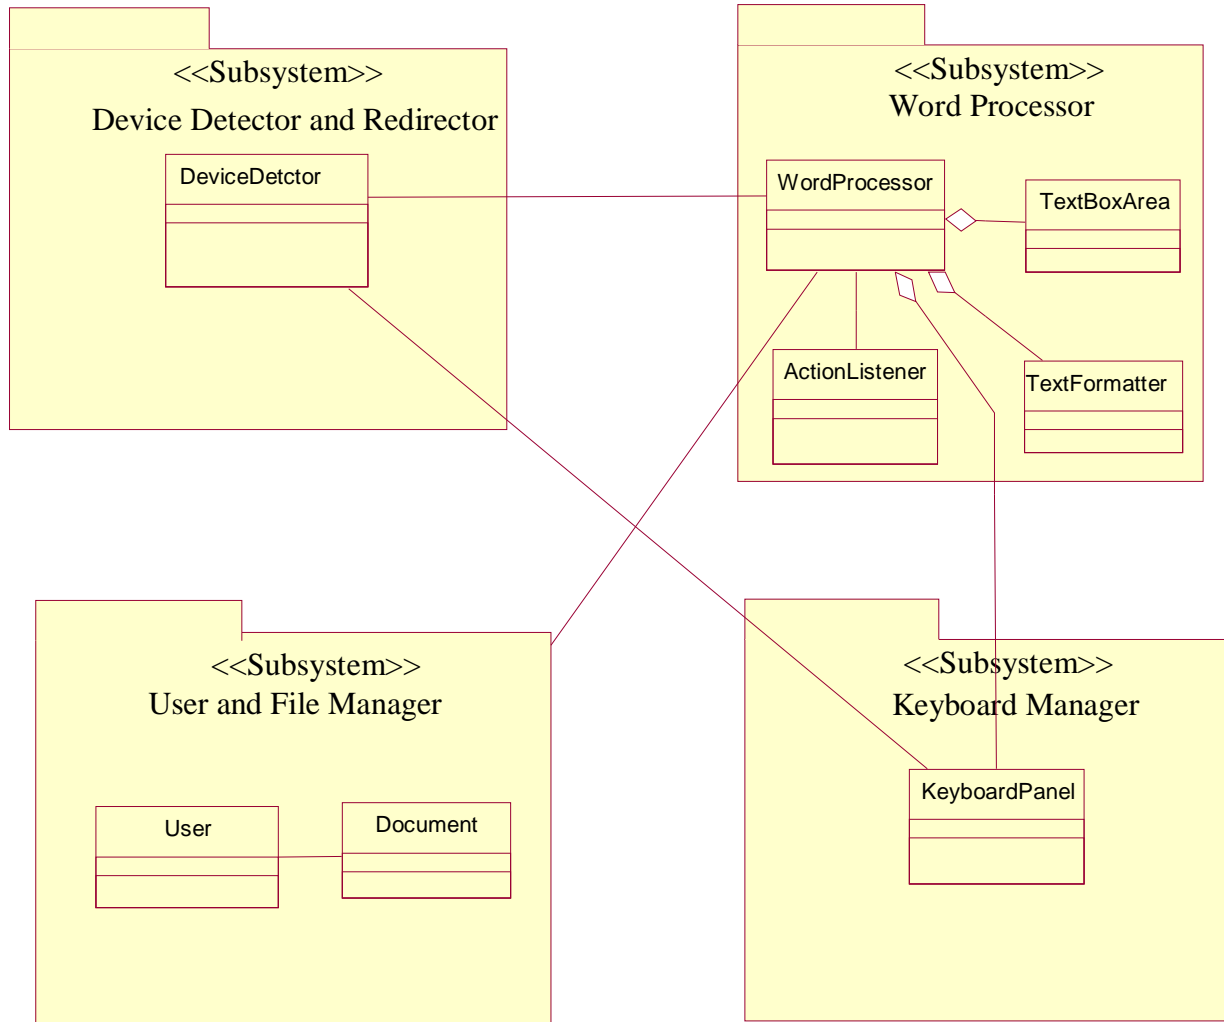 <<Subsystem>>
Device Detector and Redirector
DeviceDetctor
<<Subsystem>>
Word Processor
WordProcessor
TextBoxArea
ActionListener
TextFormatter
<<Subsystem>>
User and File Manager
User
Document
<<Subsystem>>
Keyboard Manager
KeyboardPanel